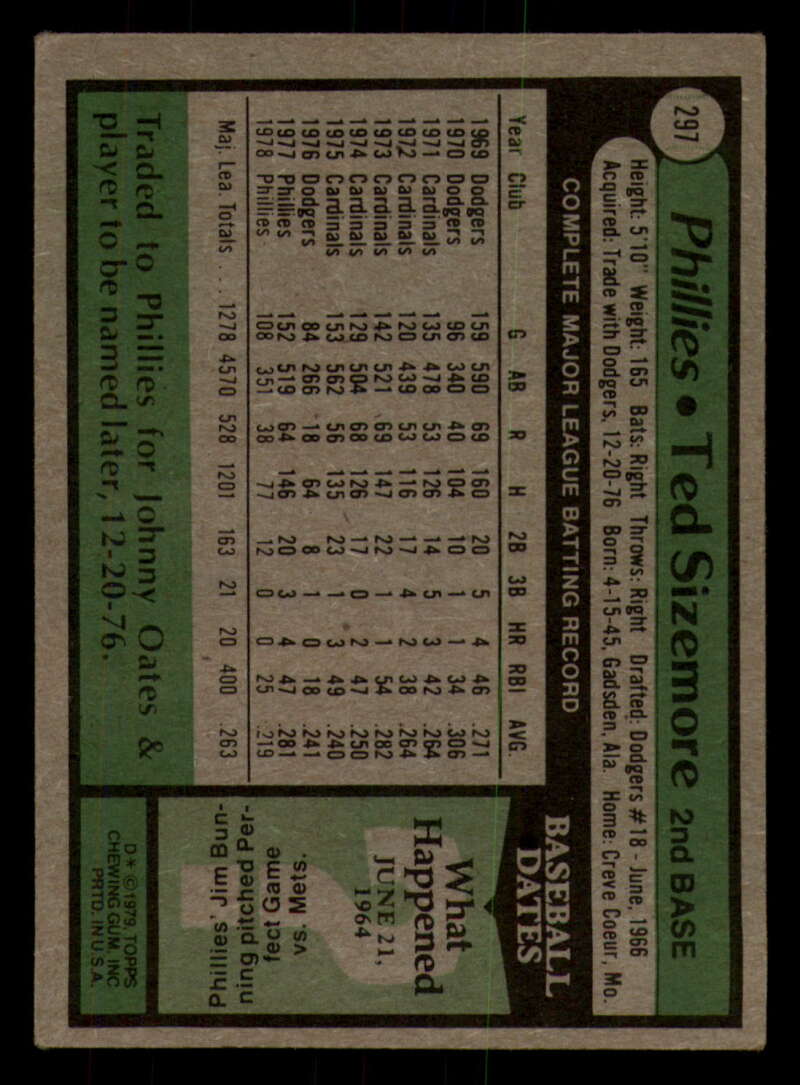 297
Phillies • Ted Sizemore 2nd BASE
Height: 5'10" Weight: 165 Bats: Right Throws: Right Drafted: Dodgers #18 - June, 1966
Acquired: Trade with Dodgers, 12-20-76 Born: 4-15-45, Gadsden, Ala. Home: Creve Coeur, Mo.
COMPLETE MAJOR LEAGUE BATTING RECORD
Year Club G AB R H 2B 3B HR RBI AVG.
1969 Dodgers 159 590 69 160 20 5 4 46 .271
1970 Dodgers 96 340 40 104 10 1 1 34 .306
1971 Cardinals 135 478 53 126 14 5 3 42 .264
1972 Cardinals 120 439 53 116 17 4 2 38 .264
1973 Cardinals 142 521 69 147 22 1 1 54 .282
1974 Cardinals 129 504 68 126 17 0 2 47 .250
1975 Cardinals 153 562 56 135 23 1 3 49 .240
1976 Dodgers 84 266 18 64 8 1 0 18 .241
1977 Phillies 152 519 64 146 20 3 4 47 .281
1978 Phillies 108 351 38 77 12 0 0 25 .219
Maj. Lea. Totals . . . 1278 4570 528 1201 163 21 20 400 .263
Traded to Phillies for Johnny Oates &
player to be named later, 12-20-76.
BASEBALL
DATES
What
Happened
JUNE 21,
1964
Phillies' Jim Bun-
ning pitched Per-
fect Game
vs. Mets.
D* ©1979 TOPPS
CHEWING GUM, INC
PRTD. IN U.S.A.